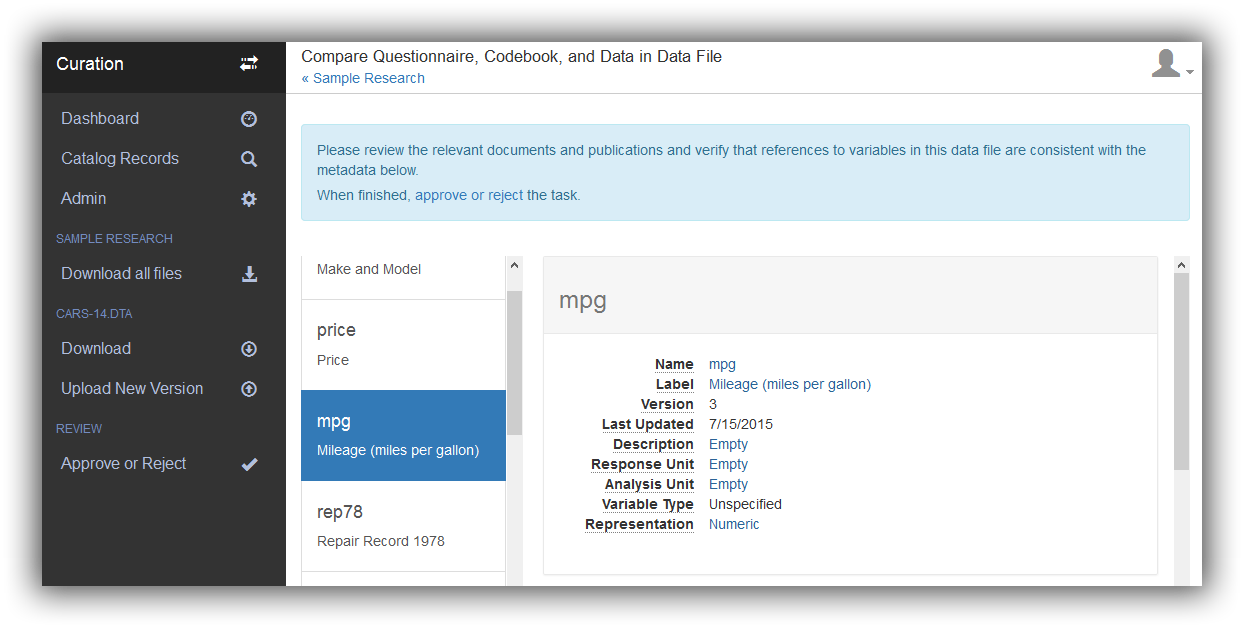 Curation
Dashboard
Catalog Records
Admin
SAMPLE RESEARCH
Download all files
CARS-14.DTA
Download
Upload New Version
REVIEW
Approve or Reject
Compare Questionnaire, Codebook, and Data in Data File
« Sample Research
Please review the relevant documents and publications and verify that references to variables in this data file are consistent with the
metadata below.
When finished, approve or reject the task.
Make and Model
price
Price
mpg
Mileage (miles per gallon)
rep78
Repair Record 1978
mpg
Name mpg
Label Mileage (miles per gallon)
Version 3
Last Updated 7/15/2015
Description Empty
Response Unit Empty
Analysis Unit Empty
Variable Type Unspecified
Representation Numeric